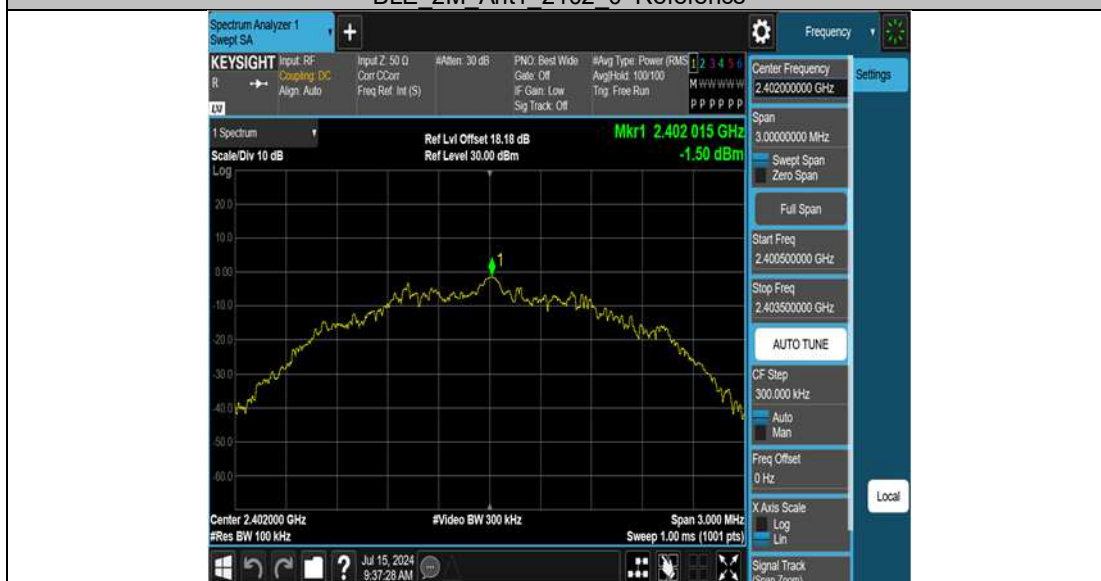 BLE_2M_Ant1_2402_0~Reference
Spectrum Analyzer 1
Swept SA
Frequency
Settings
KEYSIGHT
R
LV
Input: RF
Coupling: DC
Align: Auto
Input Z: 50 Ω
Corr CCorr
Freq Ref: Int (S)
#Atten: 30 dB
PNO: Best Wide
Gate: Off
IF Gain: Low
Sig Track: Off
#Avg Type: Power (RMS
Avg|Hold: 100/100
Trig: Free Run
1 2 3 4 5 6
M W W W W W
P P P P P P
1 Spectrum
Scale/Div 10 dB
Log
Ref Lvl Offset 18.18 dB
Ref Level 30.00 dBm
Mkr1 2.402 015 GHz
-1.50 dBm
20.0
10.0
0.00
-10.0
-20.0
-30.0
-40.0
-50.0
-60.0
1
Center 2.402000 GHz
#Res BW 100 kHz
#Video BW 300 kHz
Span 3.000 MHz
Sweep 1.00 ms (1001 pts)
Jul 15, 2024
9:37:28 AM
Center Frequency
2.402000000 GHz
Span
3.00000000 MHz
Swept Span
Zero Span
Full Span
Start Freq
2.400500000 GHz
Stop Freq
2.403500000 GHz
AUTO TUNE
CF Step
300.000 kHz
Auto
Man
Freq Offset
0 Hz
X Axis Scale
Log
Lin
Signal Track
(Span Zoom)
Local